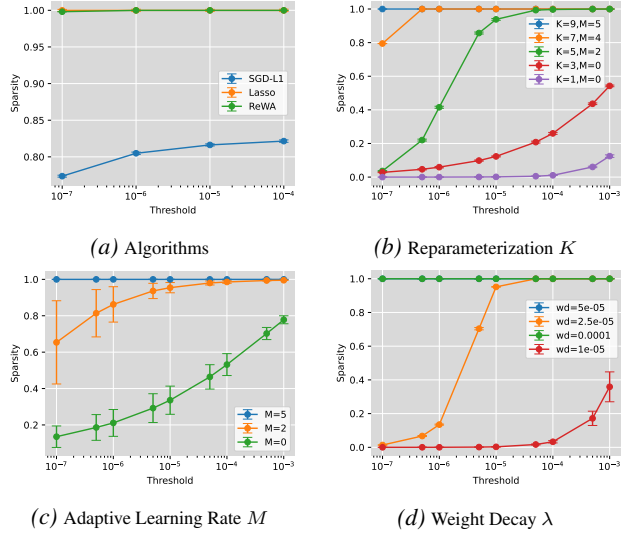 1.00
0.95
0.90
0.85
0.80
Sparsity
SGD-L1
Lasso
ReWA
10⁻⁷ 10⁻⁶ 10⁻⁵ 10⁻⁴
Threshold
(a) Algorithms
1.0
0.8
0.6
0.4
0.2
0.0
Sparsity
K=9,M=5
K=7,M=4
K=5,M=2
K=3,M=0
K=1,M=0
10⁻⁷ 10⁻⁶ 10⁻⁵ 10⁻⁴ 10⁻³
Threshold
(b) Reparameterization K
1.0
0.8
0.6
0.4
0.2
Sparsity
M=5
M=2
M=0
10⁻⁷ 10⁻⁶ 10⁻⁵ 10⁻⁴ 10⁻³
Threshold
(c) Adaptive Learning Rate M
1.0
0.8
0.6
0.4
0.2
0.0
Sparsity
wd=5e-05
wd=2.5e-05
wd=0.0001
wd=1e-05
10⁻⁷ 10⁻⁶ 10⁻⁵ 10⁻⁴ 10⁻³
Threshold
(d) Weight Decay λ